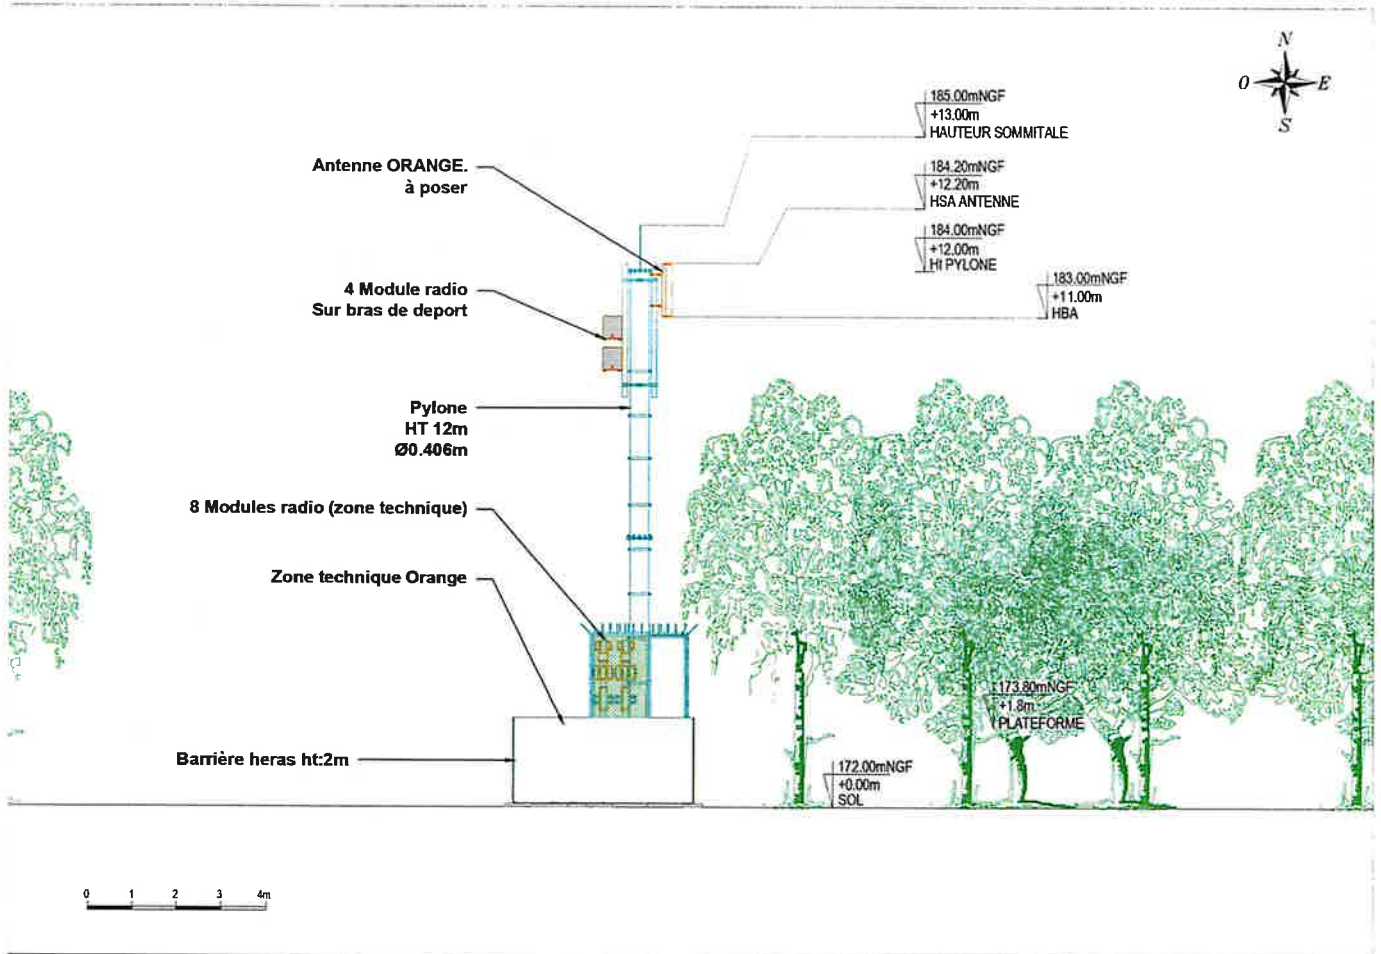 N
O
E
S
185.00mNGF
+13.00m
HAUTEUR SOMMITALE
Antenne ORANGE.
à poser
184.20mNGF
+12.20m
HSA ANTENNE
184.00mNGF
+12.00m
Ht PYLONE
183.00mNGF
+11.00m
HBA
4 Module radio
Sur bras de deport
Pylone
HT 12m
Ø0.406m
8 Modules radio (zone technique)
Zone technique Orange
173.80mNGF
+1.8m
PLATEFORME
Barrière heras ht:2m
172.00mNGF
+0.00m
SOL
0 1 2 3 4m